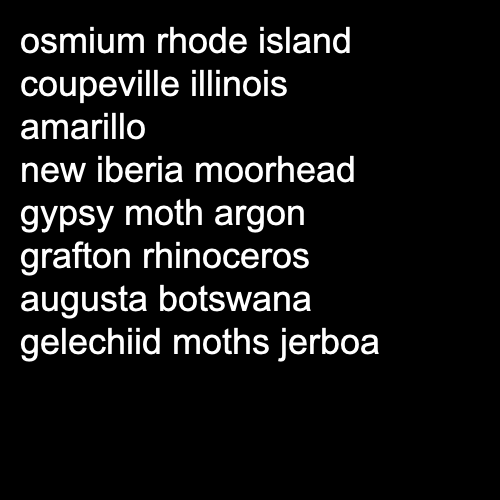 osmium rhode island
coupeville illinois
amarillo
new iberia moorhead
gypsy moth argon
grafton rhinoceros
augusta botswana
gelechiid moths jerboa